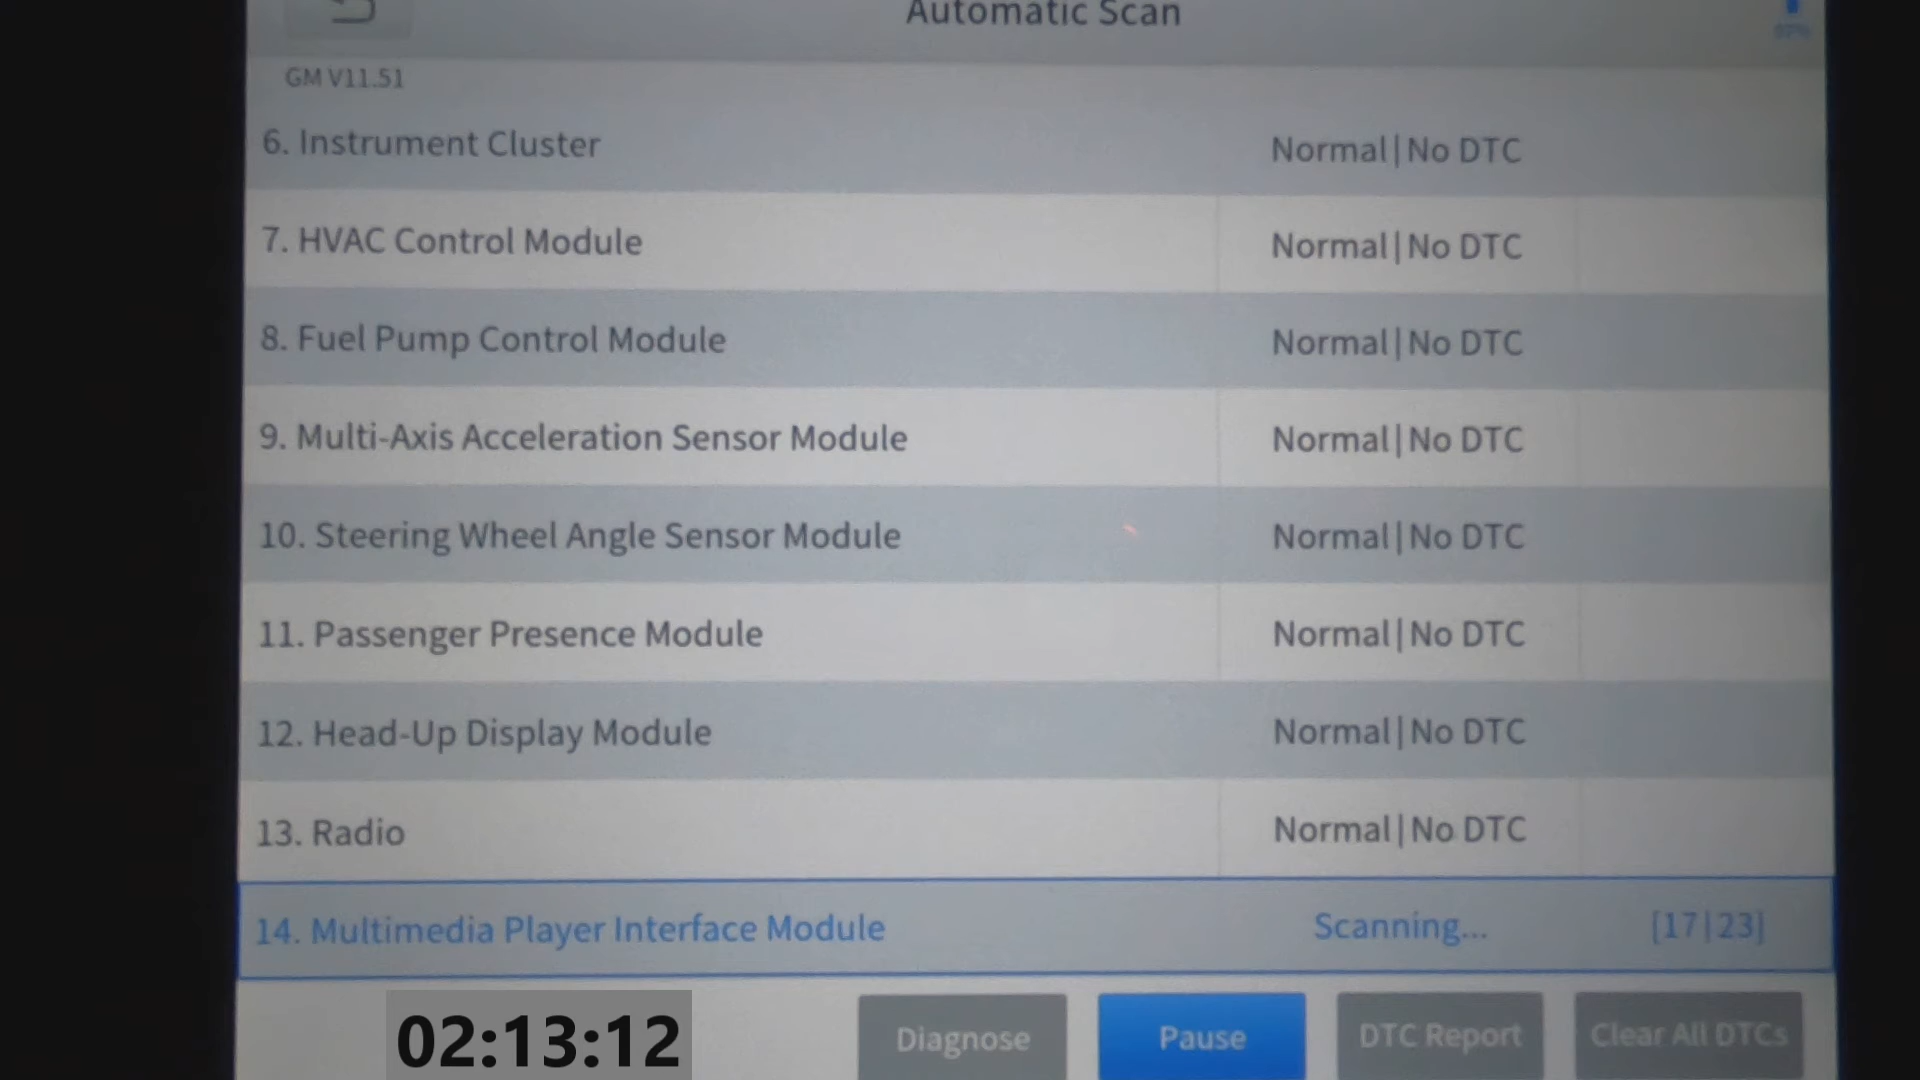 Automatic Scan
GM V11.51
6. Instrument Cluster Normal|No DTC
7. HVAC Control Module Normal|No DTC
8. Fuel Pump Control Module Normal|No DTC
9. Multi-Axis Acceleration Sensor Module Normal|No DTC
10. Steering Wheel Angle Sensor Module Normal|No DTC
11. Passenger Presence Module Normal|No DTC
12. Head-Up Display Module Normal|No DTC
13. Radio Normal|No DTC
14. Multimedia Player Interface Module Scanning... [17|23]
02:13:12 Diagnose Pause DTC Report Clear All DTCs